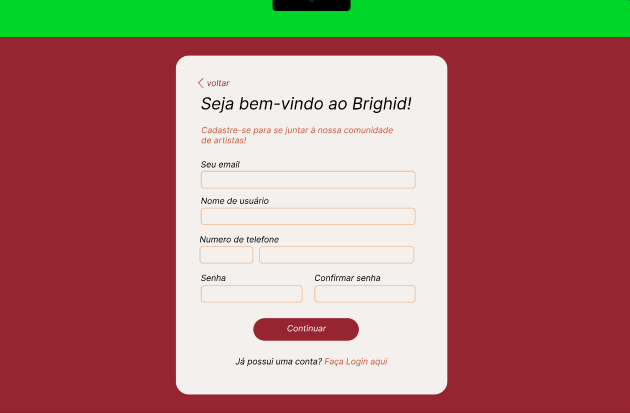 voltar
Seja bem-vindo ao Brighid!
Cadastre-se para se juntar à nossa comunidade
de artistas!
Seu email
Nome de usuário
Numero de telefone
Senha
Confirmar senha
Continuar
Já possui uma conta? Faça Login aqui